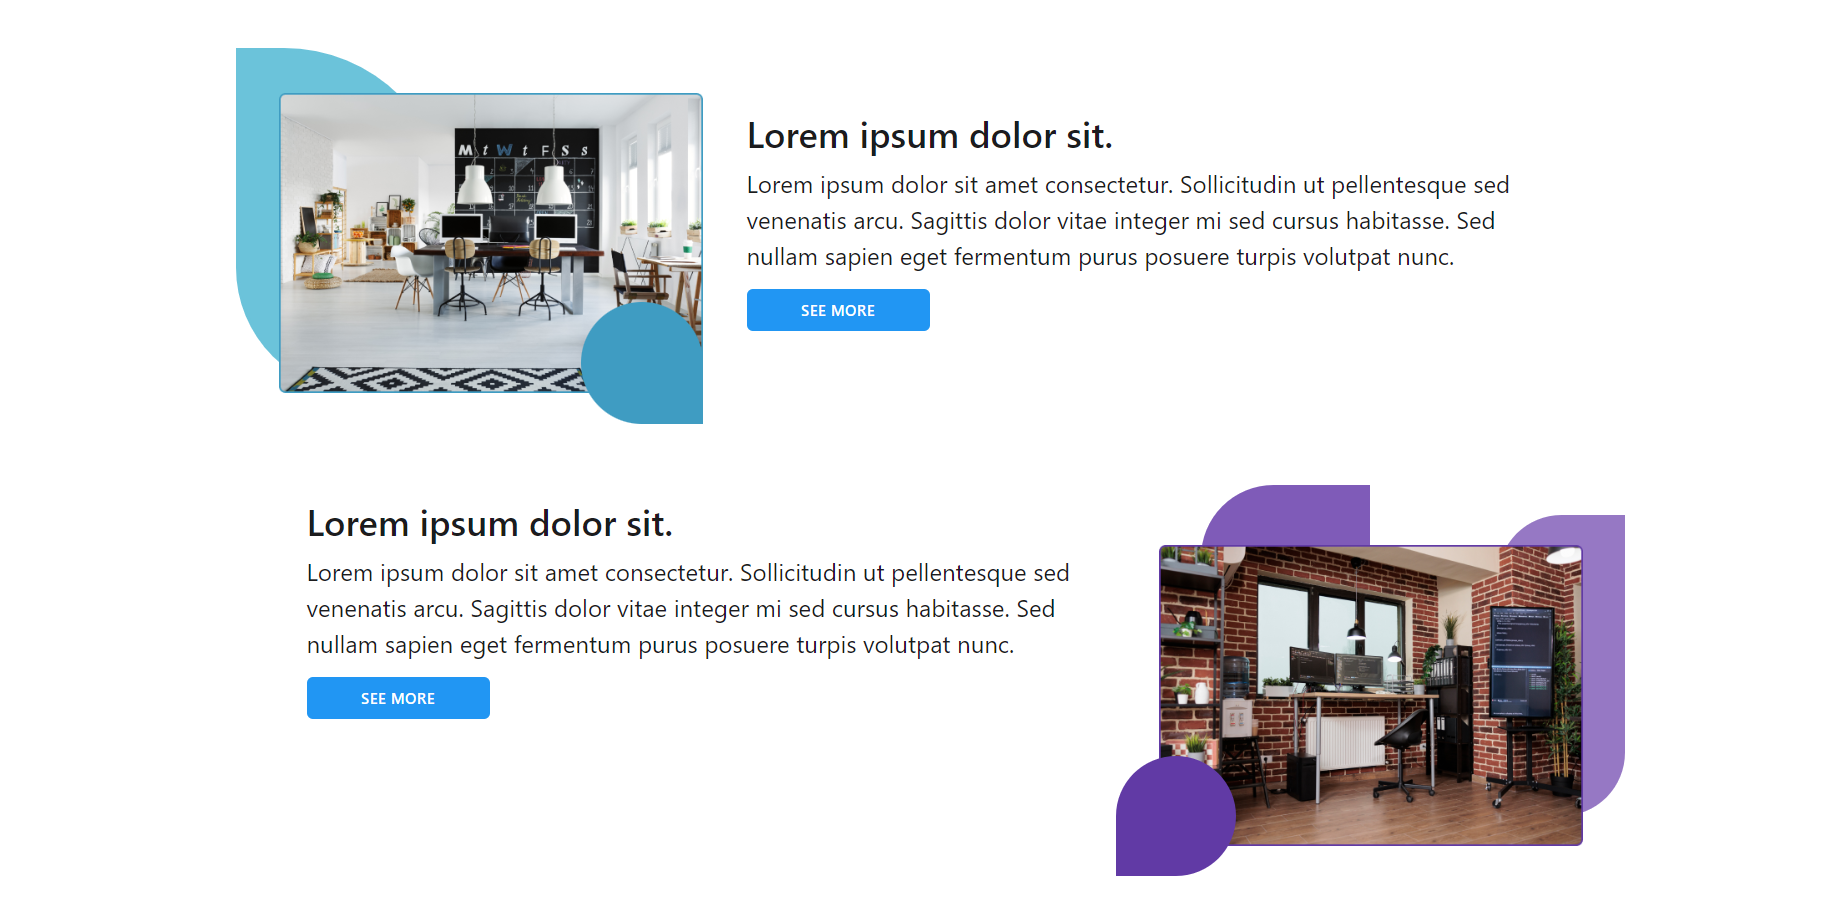 M t W t F S s
Lorem ipsum dolor sit.
Lorem ipsum dolor sit amet consectetur. Sollicitudin ut pellentesque sed
venenatis arcu. Sagittis dolor vitae integer mi sed cursus habitasse. Sed
nullam sapien eget fermentum purus posuere turpis volutpat nunc.
SEE MORE
Lorem ipsum dolor sit.
Lorem ipsum dolor sit amet consectetur. Sollicitudin ut pellentesque sed
venenatis arcu. Sagittis dolor vitae integer mi sed cursus habitasse. Sed
nullam sapien eget fermentum purus posuere turpis volutpat nunc.
SEE MORE